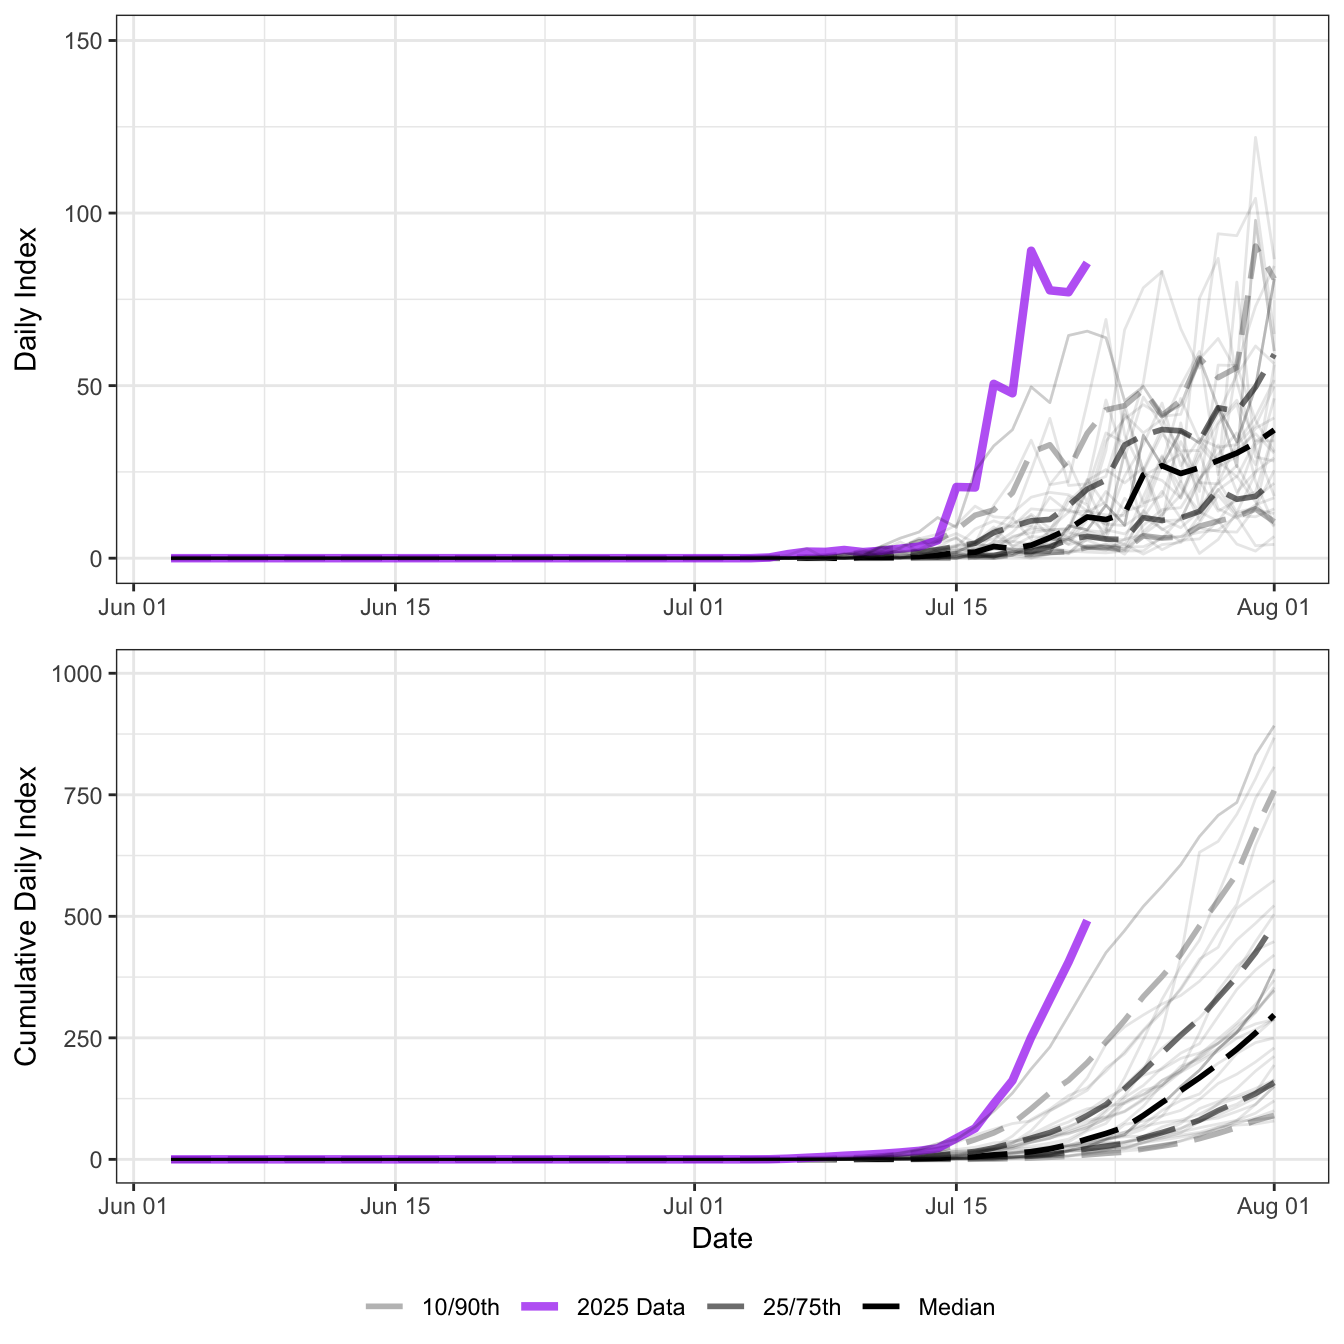 Daily Index
150
100
50
0
Jun 01 Jun 15 Jul 01 Jul 15 Aug 01
Cumulative Daily Index
1000
750
500
250
0
Jun 01 Jun 15 Jul 01 Jul 15 Aug 01
Date
10/90th 2025 Data 25/75th Median